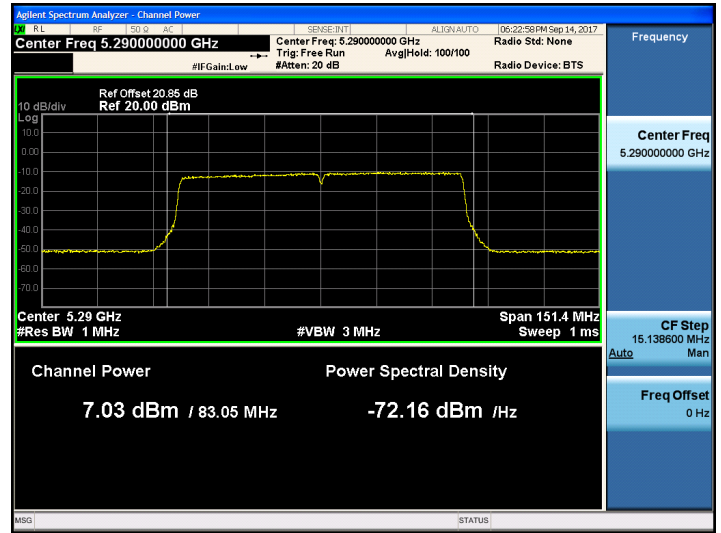 Agilent Spectrum Analyzer - Channel Power
LXI RL RF 50 Ω AC SENSE:INT ALIGN AUTO 06:22:58 PM Sep 14, 2017
Center Freq 5.290000000 GHz
Center Freq: 5.290000000 GHz Radio Std: None
Trig: Free Run Avg|Hold: 100/100
#IFGain:Low #Atten: 20 dB Radio Device: BTS
Ref Offset 20.85 dB
10 dB/div Ref 20.00 dBm
Log
10.0
0.00
-10.0
-20.0
-30.0
-40.0
-50.0
-60.0
-70.0
Center 5.29 GHz Span 151.4 MHz
#Res BW 1 MHz #VBW 3 MHz Sweep 1 ms
Channel Power Power Spectral Density
7.03 dBm / 83.05 MHz -72.16 dBm /Hz
Frequency
Center Freq
5.290000000 GHz
CF Step
15.138600 MHz
Auto Man
Freq Offset
0 Hz
MSG STATUS